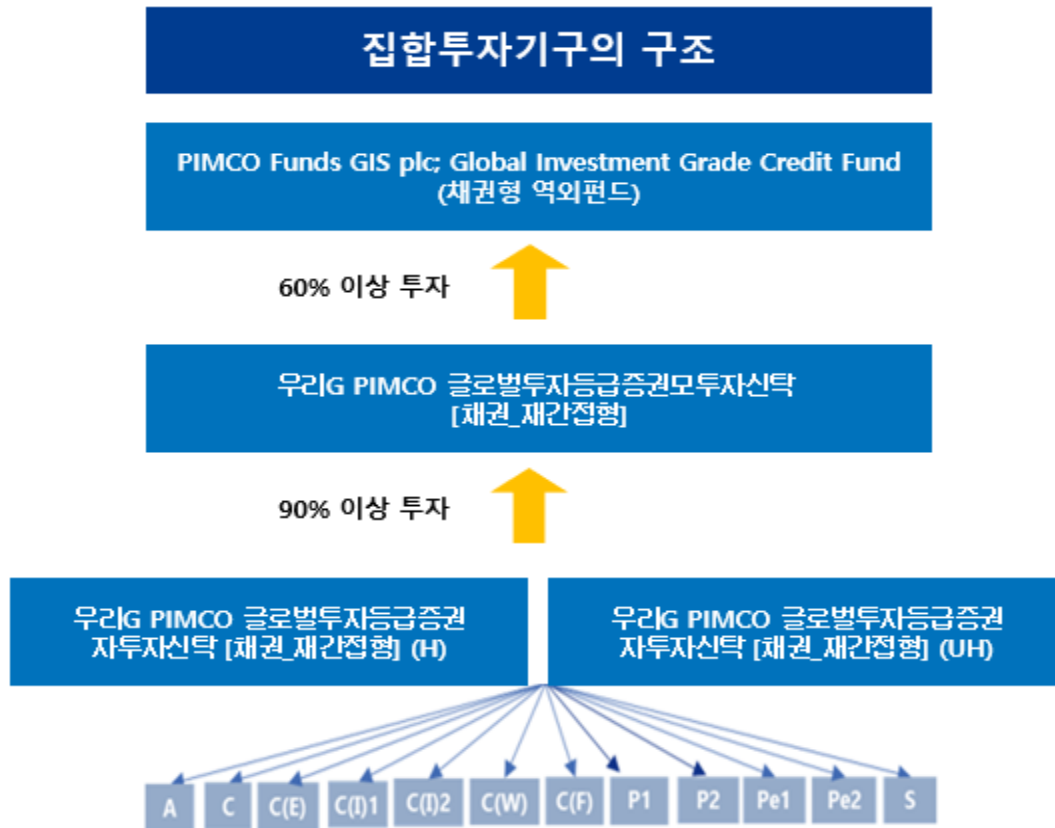 집합투자기구의 구조
PIMCO Funds GIS plc; Global Investment Grade Credit Fund
(채권형 역외펀드)
60% 이상 투자
우리G PIMCO 글로벌투자등급증권모투자신탁
[채권_재간접형]
90% 이상 투자
우리G PIMCO 글로벌투자등급증권
자투자신탁 [채권_재간접형] (H)
우리G PIMCO 글로벌투자등급증권
자투자신탁 [채권_재간접형] (UH)
A C C(E) C(I)1 C(I)2 C(W) C(F) P1 P2 Pe1 Pe2 S